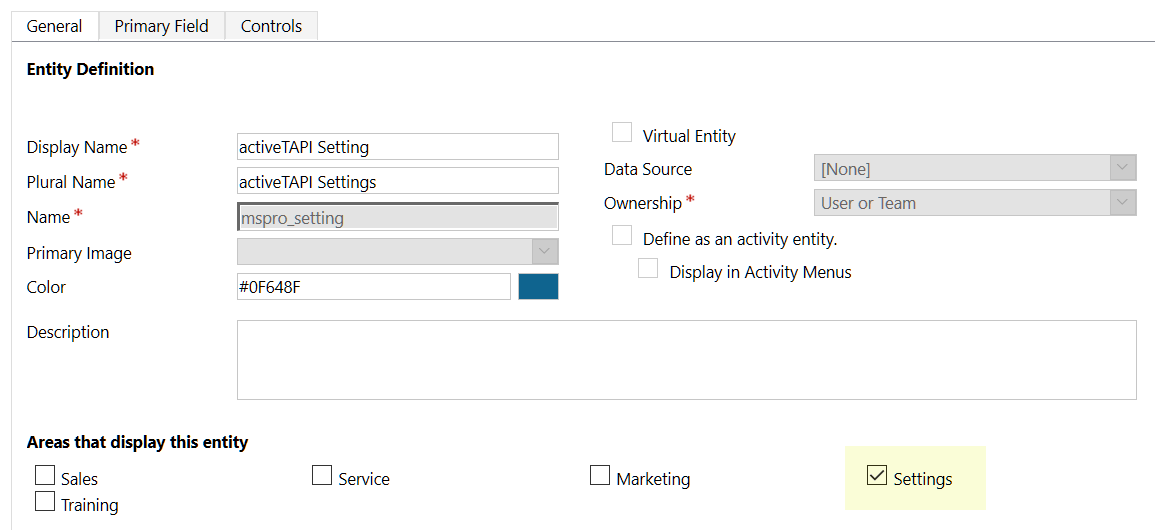 General Primary Field Controls
Entity Definition
Display Name * activeTAPI Setting
Plural Name * activeTAPI Settings
Name * mspro_setting
Primary Image
Color #0F648F
Virtual Entity
Data Source [None]
Ownership * User or Team
Define as an activity entity.
Display in Activity Menus
Description
Areas that display this entity
Sales Service Marketing Settings
Training